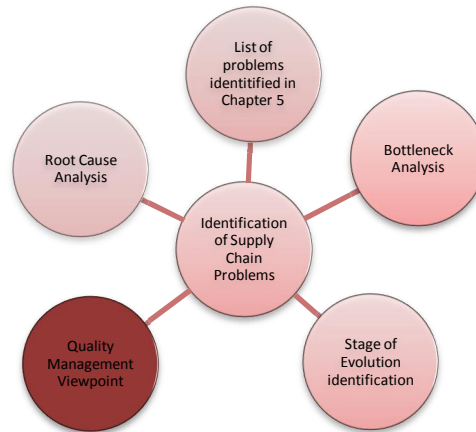 List of
problems
identitified in
Chapter 5
Root Cause
Analysis
Bottleneck
Analysis
Identification
of Supply
Chain
Problems
Quality
Management
Viewpoint
Stage of
Evolution
identification